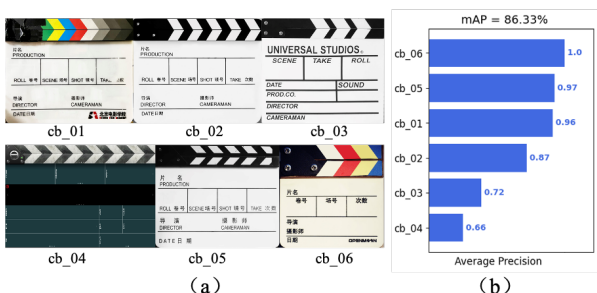 片名
PRODUCTION
ROLL 卷号 SCENE 场号 SHOT 镜号 TAKE 次数
导演 摄影师
DIRECTOR CAMERAMAN
DATE 日期 北京电影学院
cb_01
片名
PRODUCTION
ROLL 卷号 SCENE 场号 SHOT 镜号 TAKE 次数
导演 摄影师
DIRECTOR CAMERAMAN
DATE 日期
cb_02
UNIVERSAL STUDIOS
SCENE TAKE ROLL
DATE SOUND
PROD.CO.
DIRECTOR
CAMERAMAN
cb_03
cb_04
片 名
PRODUCTION
ROLL 卷号 SCENE 场号 SHOT 镜号 TAKE 次数
导 演 摄 影 师
DIRECTOR CAMERAMAN
DATE 日 期
cb_05
片名
卷号 场号 次数
导演
摄影师
日期
cb_06
(a)
mAP = 86.33%
cb_06 1.0
cb_05 0.97
cb_01 0.96
cb_02 0.87
cb_03 0.72
cb_04 0.66
Average Precision
(b)